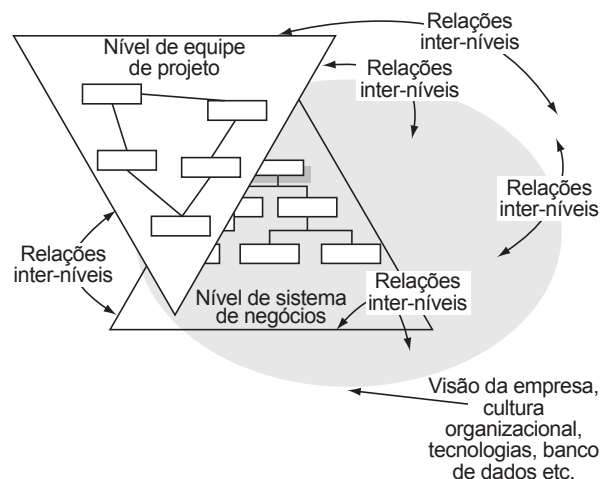 Nível de equipe
de projeto
Relações
inter-níveis
Relações
inter-níveis
Relações
inter-níveis
Relações
inter-níveis
Relações
inter-níveis
Nível de sistema
de negócios
Visão da empresa,
cultura
organizacional,
tecnologias, banco
de dados etc.